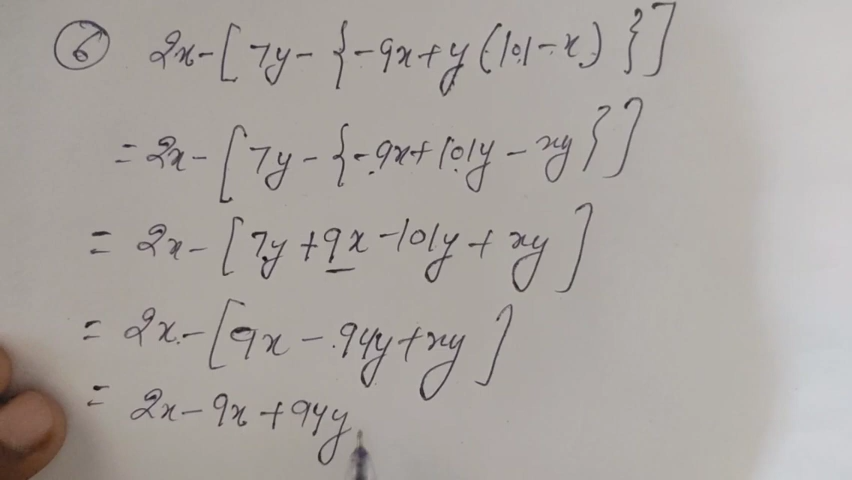 ⑥ 2x-[7y-{-9x+y(101-x)}]
=2x-[7y-{-9x+101y-xy}]
=2x-[7y+9x-101y+xy]
=2x-[9x-94y+xy]
=2x-9x+94y